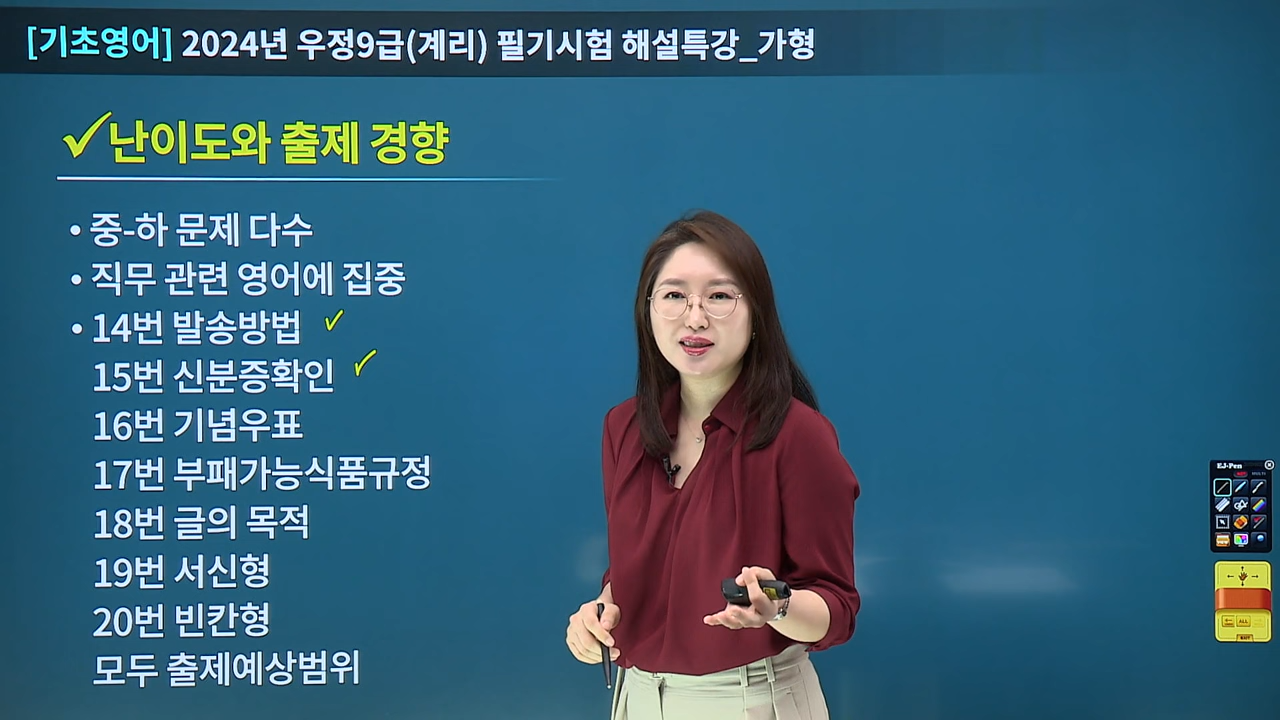 [기초영어] 2024년 우정9급(계리) 필기시험 해설특강_가형
✓난이도와 출제 경향
• 중-하 문제 다수
• 직무 관련 영어에 집중
• 14번 발송방법 ✓
15번 신분증확인 ✓
16번 기념우표
17번 부패가능식품규정
18번 글의 목적
19번 서신형
20번 빈칸형
모두 출제예상범위
EJ-Pen
ALL